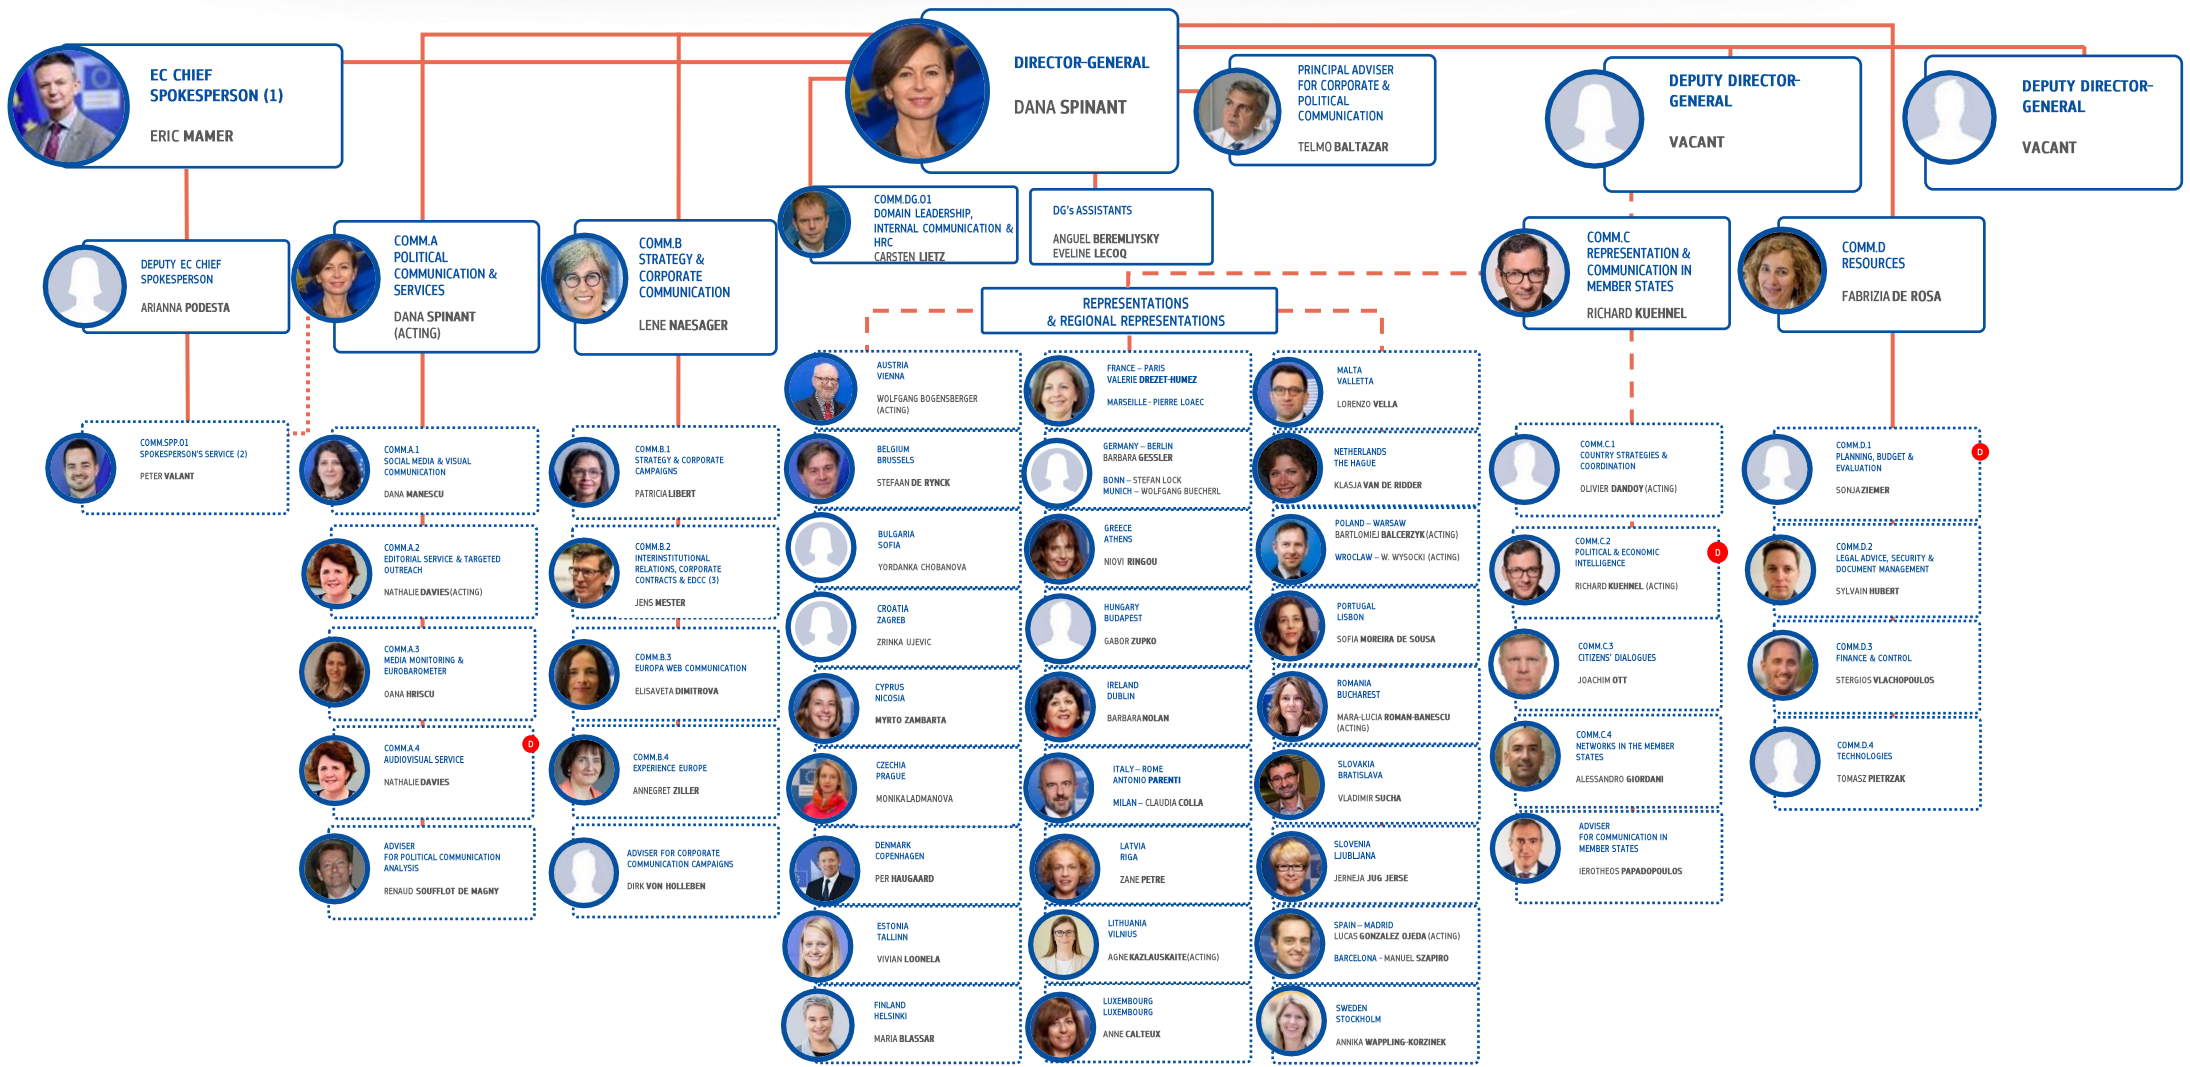 EC CHIEF
SPOKESPERSON (1)
ERIC MAMER
DIRECTOR-GENERAL
DANA SPINANT
PRINCIPAL ADVISER
FOR CORPORATE &
POLITICAL
COMMUNICATION
TELMO BALTAZAR
DEPUTY DIRECTOR-
GENERAL
VACANT
DEPUTY DIRECTOR-
GENERAL
VACANT
DEPUTY EC CHIEF
SPOKESPERSON
ARIANNA PODESTA
COMM.A
POLITICAL
COMMUNICATION &
SERVICES
DANA SPINANT
(ACTING)
COMM.B
STRATEGY &
CORPORATE
COMMUNICATION
LENE NAESAGER
COMM.DG.01
DOMAIN LEADERSHIP,
INTERNAL COMMUNICATION &
HRC
CARSTEN LIETZ
DG's ASSISTANTS
ANGUEL BEREMLIYSKY
EVELINE LECOQ
COMM.C
REPRESENTATION &
COMMUNICATION IN
MEMBER STATES
RICHARD KUEHNEL
COMM.D
RESOURCES
FABRIZIA DE ROSA
REPRESENTATIONS
& REGIONAL REPRESENTATIONS
COMM.SPP.01
SPOKESPERSON'S SERVICE (2)
PETER VALANT
COMM.A.1
SOCIAL MEDIA & VISUAL
COMMUNICATION
DANA MANESCU
COMM.A.2
EDITORIAL SERVICE & TARGETED
OUTREACH
NATHALIE DAVIES (ACTING)
COMM.A.3
MEDIA MONITORING &
EUROBAROMETER
OANA HRISCU
COMM.A.4
AUDIOVISUAL SERVICE
NATHALIE DAVIES
D
ADVISER
FOR POLITICAL COMMUNICATION
ANALYSIS
RENAUD SOUFFLOT DE MAGNY
COMM.B.1
STRATEGY & CORPORATE
CAMPAIGNS
PATRICIA LIBERT
COMM.B.2
INTERINSTITUTIONAL
RELATIONS, CORPORATE
CONTRACTS & EDCC (3)
JENS MESTER
COMM.B.3
EUROPA WEB COMMUNICATION
ELISAVETA DIMITROVA
COMM.B.4
EXPERIENCE EUROPE
ANNEGRET ZILLER
ADVISER FOR CORPORATE
COMMUNICATION CAMPAIGNS
DIRK VON HOLLEBEN
AUSTRIA
VIENNA
WOLFGANG BOGENSBERGER
(ACTING)
BELGIUM
BRUSSELS
STEFAAN DE RYNCK
BULGARIA
SOFIA
YORDANKA CHOBANOVA
CROATIA
ZAGREB
ZRINKA UJEVIC
CYPRUS
NICOSIA
MYRTO ZAMBARTA
CZECHIA
PRAGUE
MONIKA LADMANOVA
DENMARK
COPENHAGEN
PER HAUGAARD
ESTONIA
TALLINN
VIVIAN LOONELA
FINLAND
HELSINKI
MARIA BLASSAR
FRANCE – PARIS
VALERIE DREZET-HUMEZ
MARSEILLE - PIERRE LOAEC
GERMANY – BERLIN
BARBARA GESSLER
BONN – STEFAN LOCK
MUNICH – WOLFGANG BUECHERL
GREECE
ATHENS
NIOVI RINGOU
HUNGARY
BUDAPEST
GABOR ZUPKO
IRELAND
DUBLIN
BARBARA NOLAN
ITALY – ROME
ANTONIO PARENTI
MILAN – CLAUDIA COLLA
LATVIA
RIGA
ZANE PETRE
LITHUANIA
VILNIUS
AGNE KAZLAUSKAITE (ACTING)
LUXEMBOURG
LUXEMBOURG
ANNE CALTEUX
MALTA
VALLETTA
LORENZO VELLA
NETHERLANDS
THE HAGUE
KLASJA VAN DE RIDDER
POLAND – WARSAW
BARTLOMIEJ BALCERZYK (ACTING)
WROCLAW – W. WYSOCKI (ACTING)
PORTUGAL
LISBON
SOFIA MOREIRA DE SOUSA
ROMANIA
BUCHAREST
MARA-LUCIA ROMAN-BANESCU
(ACTING)
SLOVAKIA
BRATISLAVA
VLADIMIR SUCHA
SLOVENIA
LJUBLJANA
JERNEJA JUG JERSE
SPAIN – MADRID
LUCAS GONZALEZ OJEDA (ACTING)
BARCELONA - MANUEL SZAPIRO
SWEDEN
STOCKHOLM
ANNIKA WAPPLING-KORZINEK
COMM.C.1
COUNTRY STRATEGIES &
COORDINATION
OLIVIER DANDOY (ACTING)
COMM.C.2
POLITICAL & ECONOMIC
INTELLIGENCE
RICHARD KUEHNEL (ACTING)
D
COMM.C.3
CITIZENS' DIALOGUES
JOACHIM OTT
COMM.C.4
NETWORKS IN THE MEMBER
STATES
ALESSANDRO GIORDANI
ADVISER
FOR COMMUNICATION IN
MEMBER STATES
IEROTHEOS PAPADOPOULOS
COMM.D.1
PLANNING, BUDGET &
EVALUATION
SONJA ZIEMER
D
COMM.D.2
LEGAL ADVICE, SECURITY &
DOCUMENT MANAGEMENT
SYLVAIN HUBERT
COMM.D.3
FINANCE & CONTROL
STERGIOS VLACHOPOULOS
COMM.D.4
TECHNOLOGIES
TOMASZ PIETRZAK